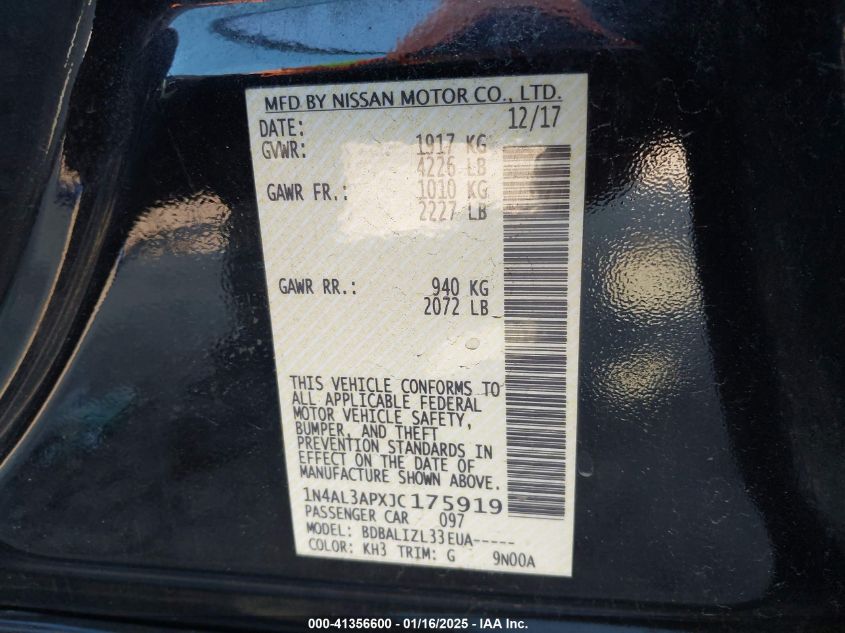 MFD BY NISSAN MOTOR CO., LTD.
DATE: 12/17
GVWR: 1917 KG
4226 LB
GAWR FR.: 1010 KG
2227 LB
GAWR RR.: 940 KG
2072 LB
THIS VEHICLE CONFORMS TO
ALL APPLICABLE FEDERAL
MOTOR VEHICLE SAFETY,
BUMPER, AND THEFT
PREVENTION STANDARDS IN
EFFECT ON THE DATE OF
MANUFACTURE SHOWN ABOVE.
1N4AL3APXJC175919
PASSENGER CAR 097
MODEL: BDBALIZL33EUA-----
COLOR: KH3 TRIM: G 9N00A
000-41356600 - 01/16/2025 - IAA Inc.